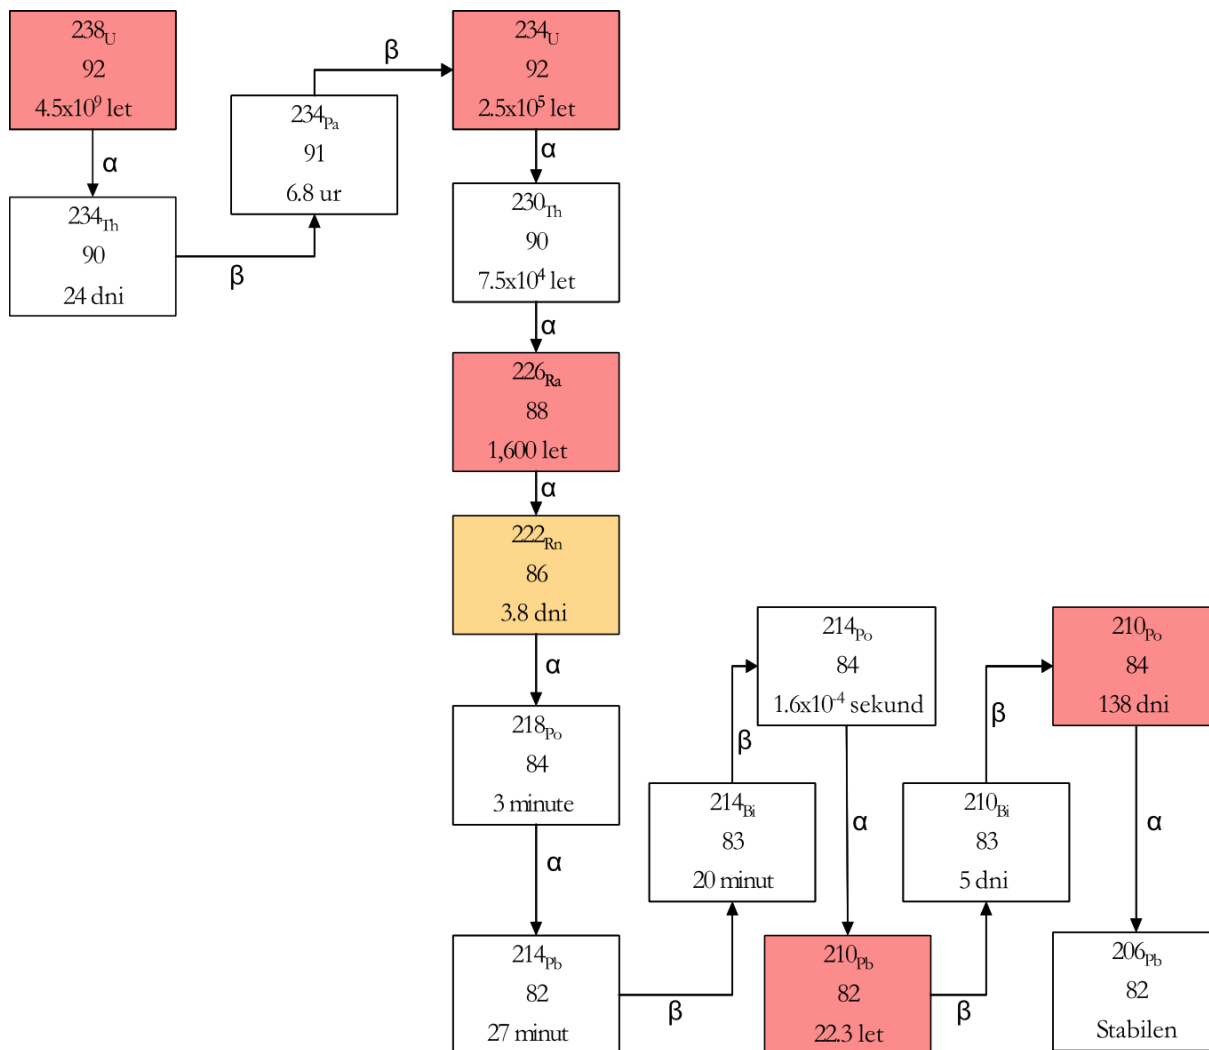 238U
92
4.5x10⁹ let
α
234Th
90
24 dni
β
234Pa
91
6.8 ur
β
234U
92
2.5x10⁵ let
α
230Th
90
7.5x10⁴ let
α
226Ra
88
1,600 let
α
222Rn
86
3.8 dni
α
218Po
84
3 minute
α
214Pb
82
27 minut
β
214Bi
83
20 minut
β
214Po
84
1.6x10⁻⁴ sekund
α
210Pb
82
22.3 let
β
210Bi
83
5 dni
β
210Po
84
138 dni
α
206Pb
82
Stabilen